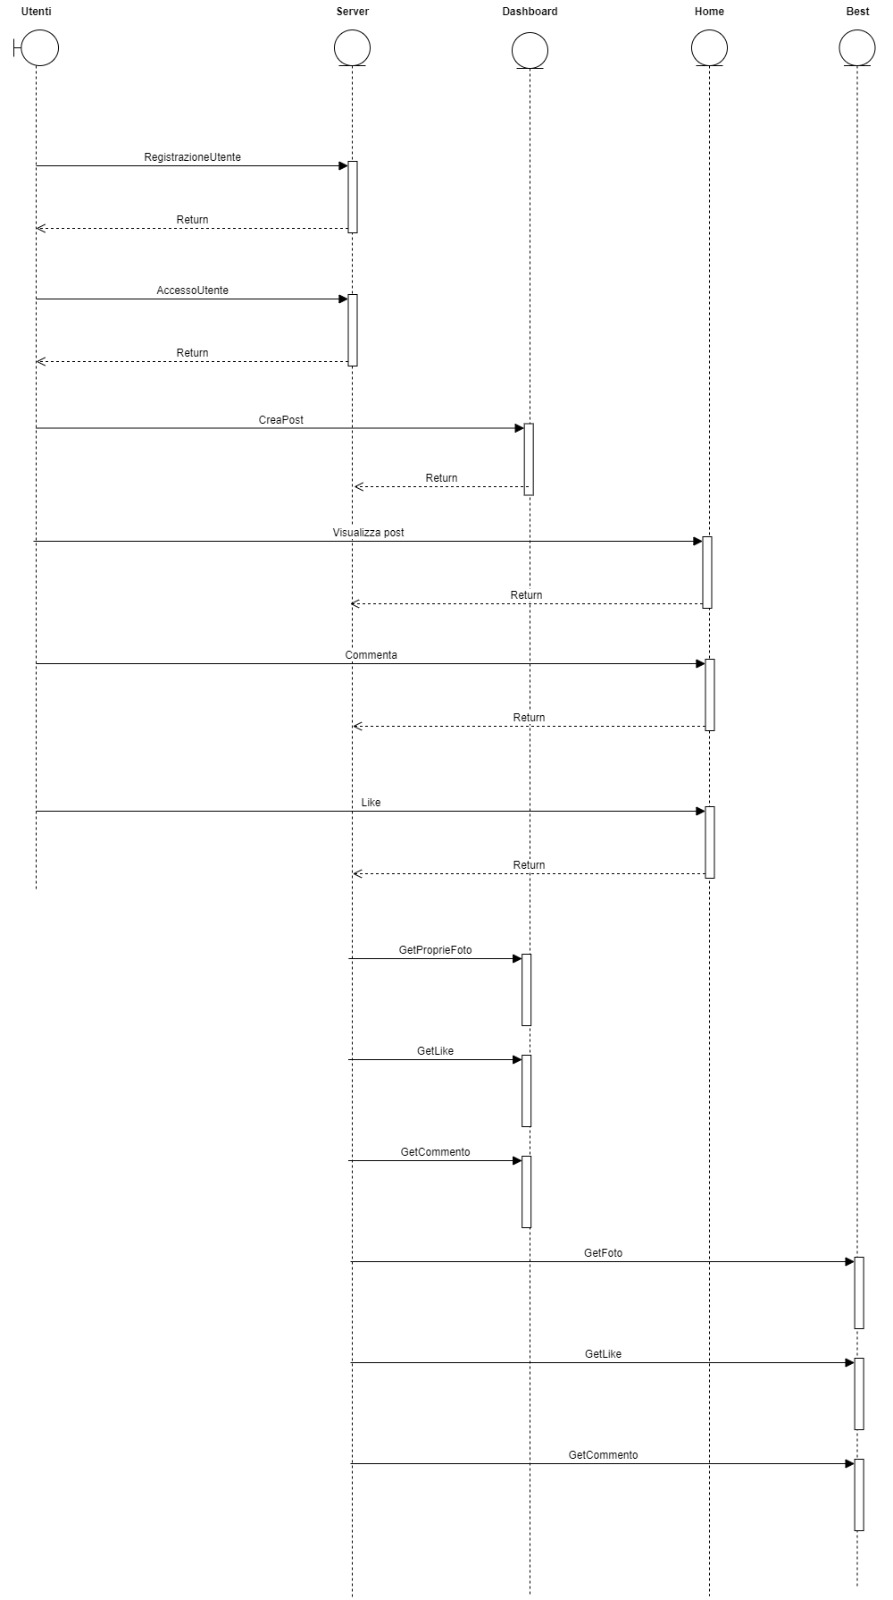 Utenti
Server
Dashboard
Home
Best
RegistrazioneUtente
Return
AccessoUtente
Return
CreaPost
Return
Visualizza post
Return
Commenta
Return
Like
Return
GetProprieFoto
GetLike
GetCommento
GetFoto
GetLike
GetCommento